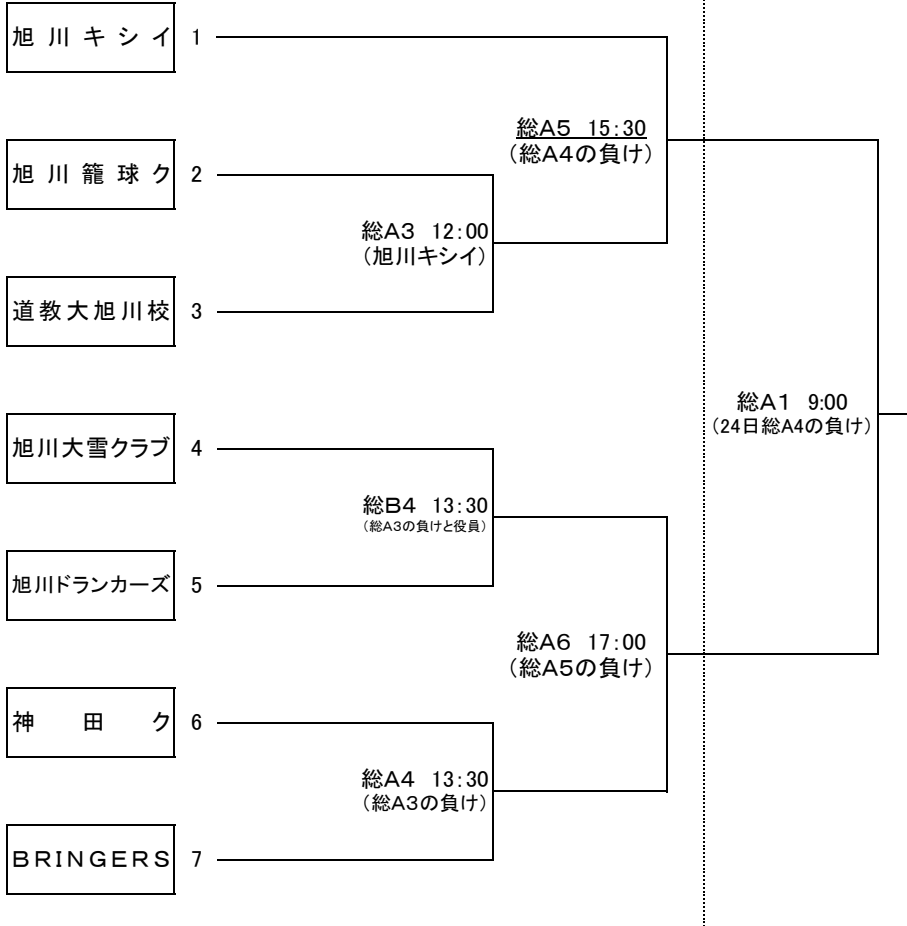 旭川キシイ 1
総A5 15:30
(総A4の負け)
旭川籠球ク 2
総A3 12:00
(旭川キシイ)
道教大旭川校 3
総A1 9:00
(24日総A4の負け)
旭川大雪クラブ 4
総B4 13:30
(総A3の負けと役員)
旭川ドランカーズ 5
総A6 17:00
(総A5の負け)
神田ク 6
総A4 13:30
(総A3の負け)
BRINGERS 7